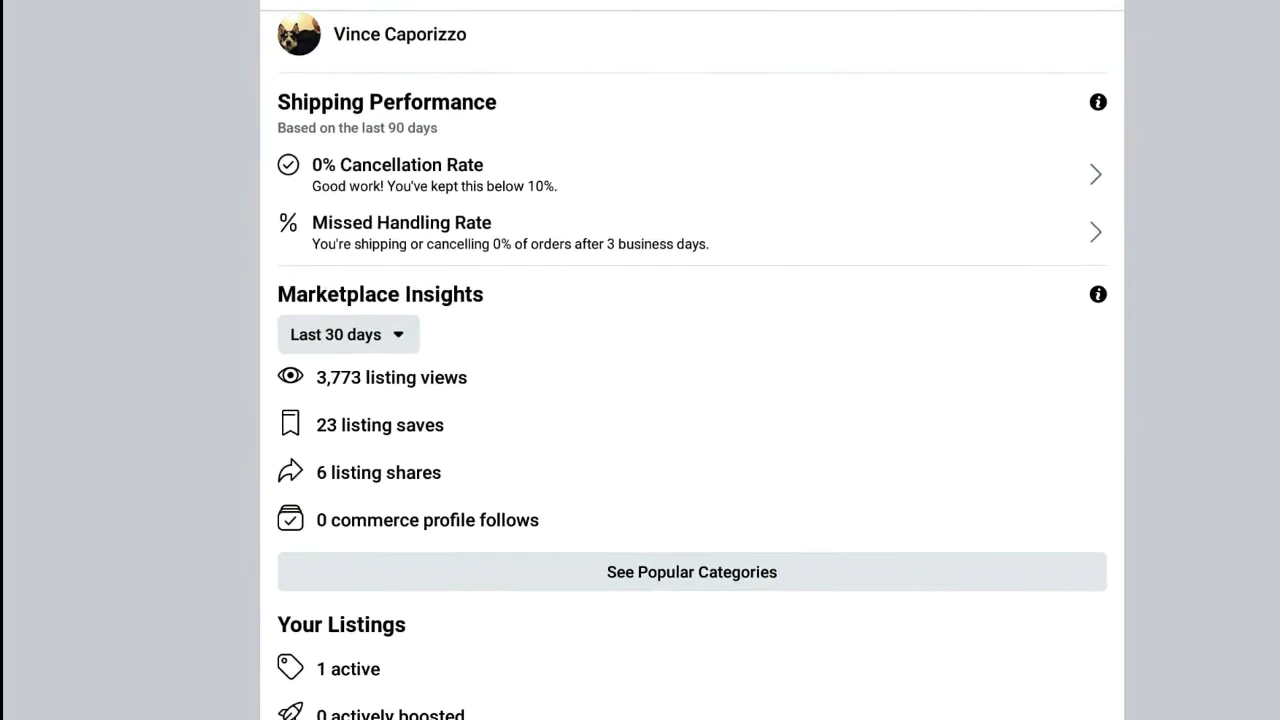 Vince Caporizzo
Shipping Performance
Based on the last 90 days
0% Cancellation Rate
Good work! You've kept this below 10%.
% Missed Handling Rate
You're shipping or cancelling 0% of orders after 3 business days.
Marketplace Insights
Last 30 days
3,773 listing views
23 listing saves
6 listing shares
0 commerce profile follows
See Popular Categories
Your Listings
1 active
0 actively boosted